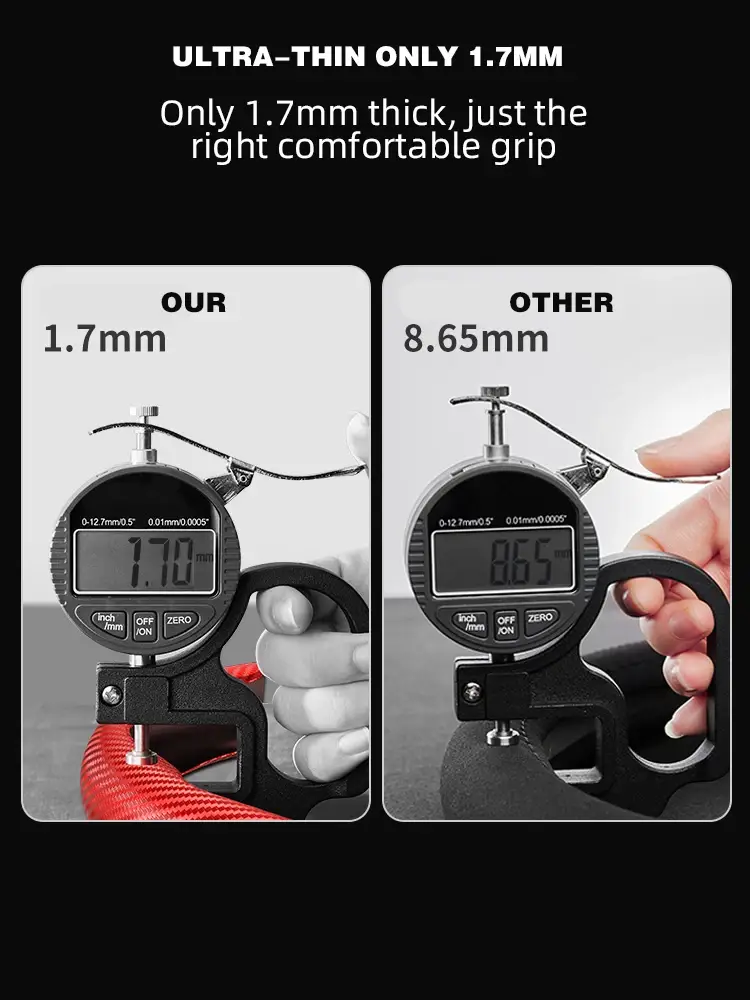 ULTRA-THIN ONLY 1.7MM
Only 1.7mm thick, just the
right comfortable grip
OUR
1.7mm
0-12.7mm/0.5" 0.01mm/0.0005"
1.70 mm
inch/mm OFF/ON ZERO
OTHER
8.65mm
0-12.7mm/0.5" 0.01mm/0.0005"
8.65 mm
inch/mm OFF/ON ZERO